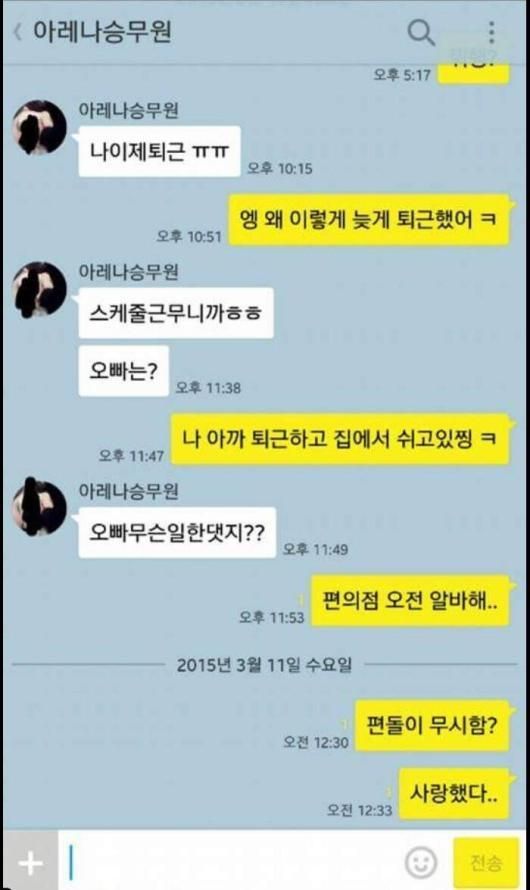 아레나승무원
오후 5:17
아레나승무원
나이제퇴근 ㅠㅠ
오후 10:15
엥 왜 이렇게 늦게 퇴근했어 ㅋ
오후 10:51
아레나승무원
스케줄근무니까ㅎㅎ
오빠는?
오후 11:38
나 아까 퇴근하고 집에서 쉬고있찡 ㅋ
오후 11:47
아레나승무원
오빠무슨일한댓지??
오후 11:49
편의점 오전 알바해..
1
오후 11:53
2015년 3월 11일 수요일
편돌이 무시함?
1
오전 12:30
사랑했다..
1
오전 12:33
전송